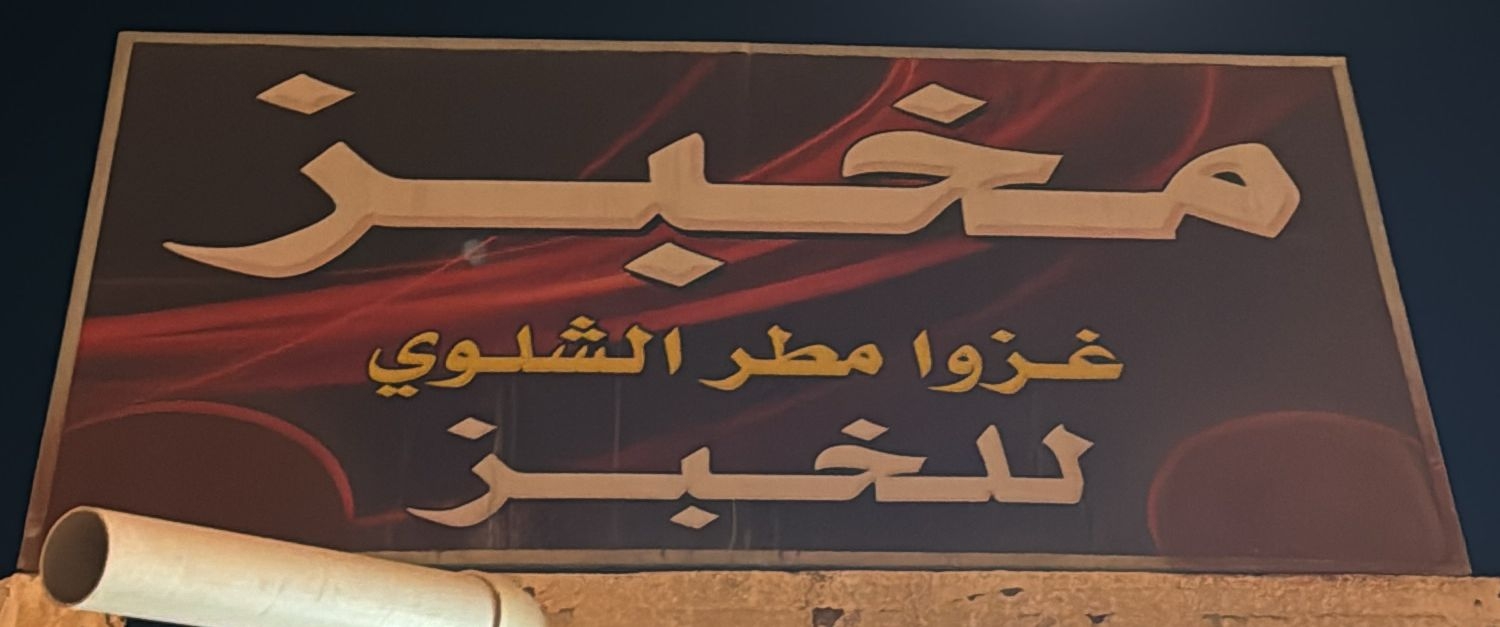 مخبز
غزوا مطر الشلوي
للخبز